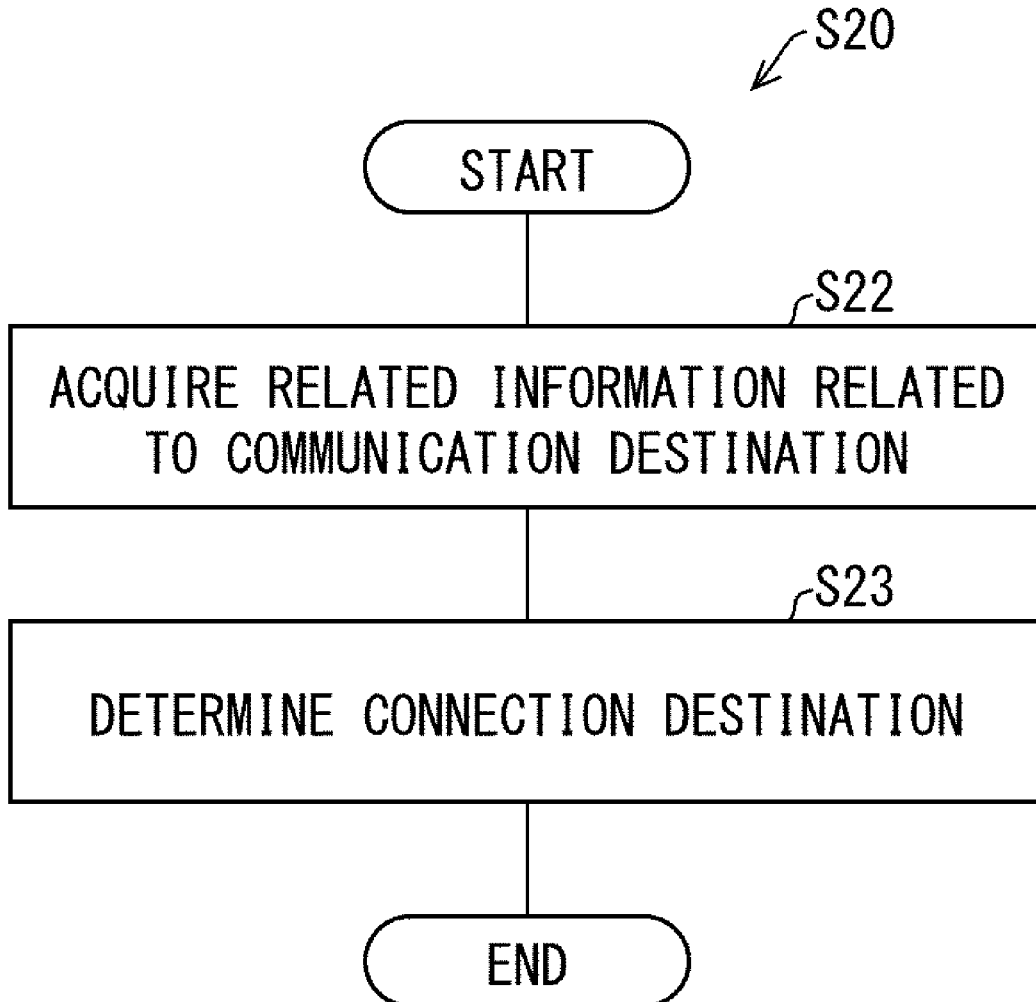 S20
START
S22
ACQUIRE RELATED INFORMATION RELATED
TO COMMUNICATION DESTINATION
S23
DETERMINE CONNECTION DESTINATION
END